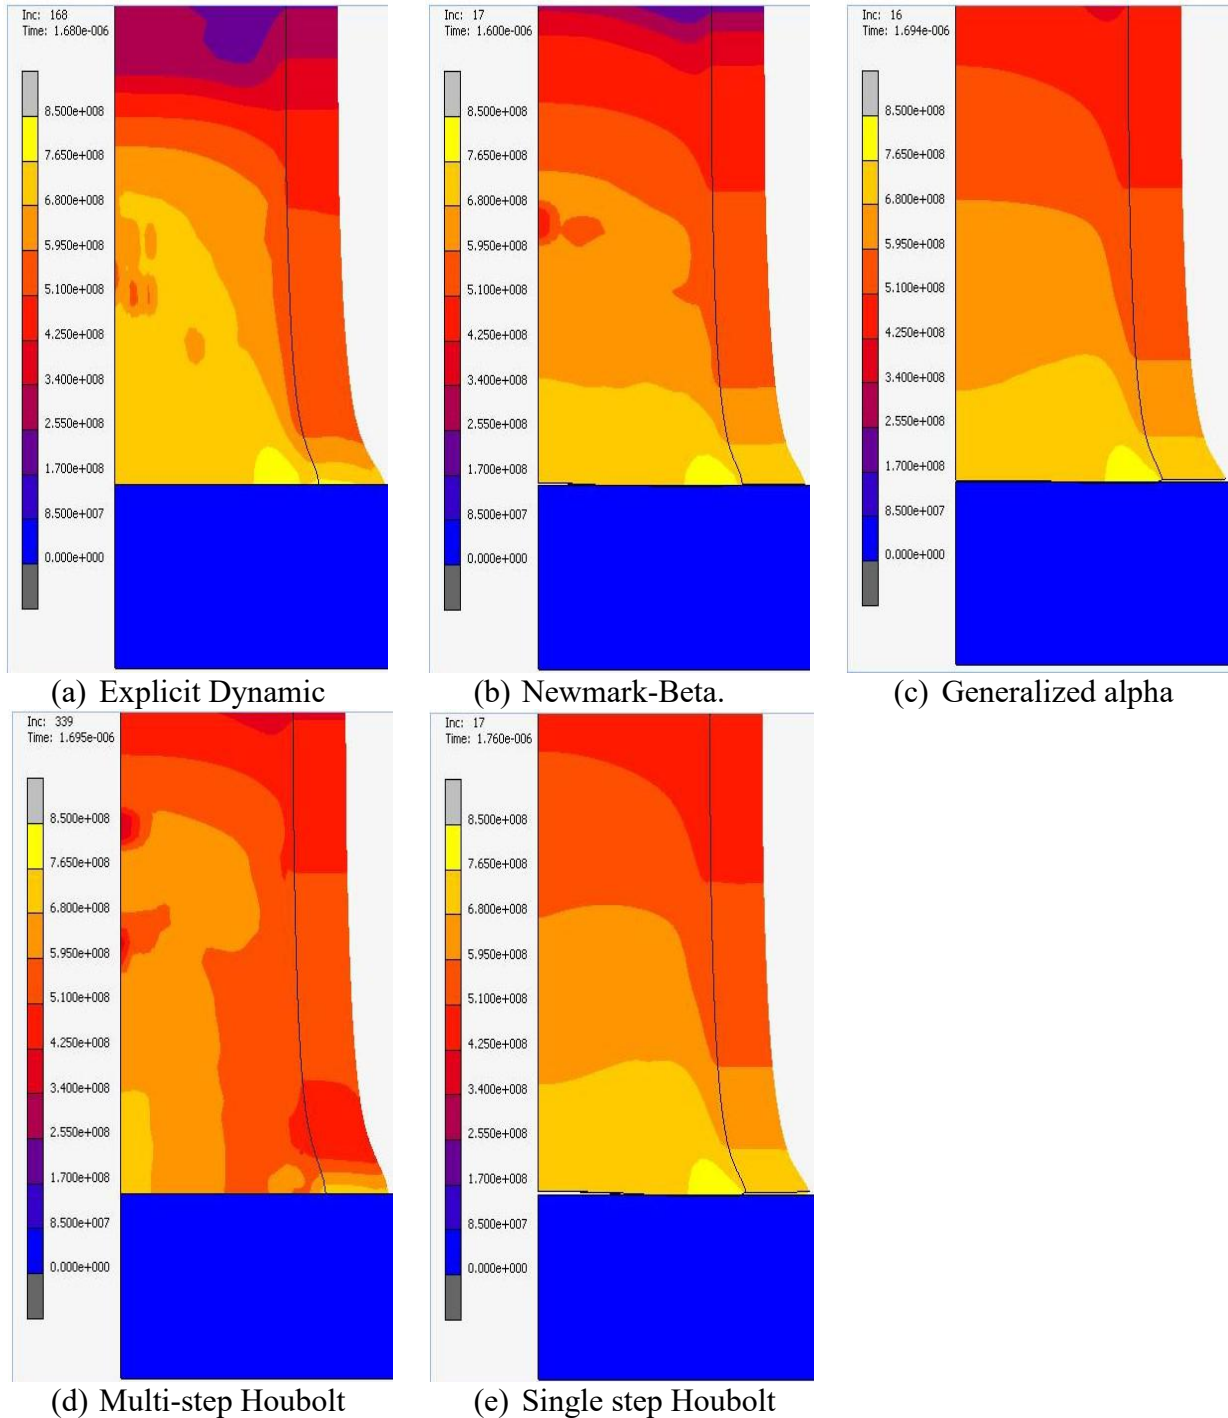 Inc: 168
Time: 1.680e-006
8.500e+008
7.650e+008
6.800e+008
5.950e+008
5.100e+008
4.250e+008
3.400e+008
2.550e+008
1.700e+008
8.500e+007
0.000e+000
(a) Explicit Dynamic
Inc: 17
Time: 1.600e-006
8.500e+008
7.650e+008
6.800e+008
5.950e+008
5.100e+008
4.250e+008
3.400e+008
2.550e+008
1.700e+008
8.500e+007
0.000e+000
(b) Newmark-Beta.
Inc: 16
Time: 1.694e-006
8.500e+008
7.650e+008
6.800e+008
5.950e+008
5.100e+008
4.250e+008
3.400e+008
2.550e+008
1.700e+008
8.500e+007
0.000e+000
(c) Generalized alpha
Inc: 339
Time: 1.695e-006
8.500e+008
7.650e+008
6.800e+008
5.950e+008
5.100e+008
4.250e+008
3.400e+008
2.550e+008
1.700e+008
8.500e+007
0.000e+000
(d) Multi-step Houbolt
Inc: 17
Time: 1.760e-006
8.500e+008
7.650e+008
6.800e+008
5.950e+008
5.100e+008
4.250e+008
3.400e+008
2.550e+008
1.700e+008
8.500e+007
0.000e+000
(e) Single step Houbolt